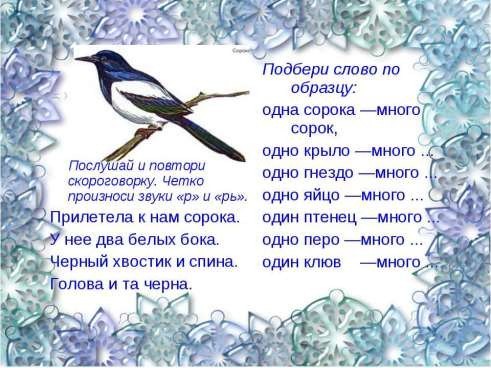 Сорока
Послушай и повтори
скороговорку. Четко
произноси звуки «р» и «рь».
Прилетела к нам сорока.
У нее два белых бока.
Черный хвостик и спина.
Голова и та черна.
Подбери слово по
образцу:
одна сорока —много
сорок,
одно крыло —много ...
одно гнездо —много ...
одно яйцо —много ...
один птенец —много ...
одно перо —много ...
один клюв —много ...